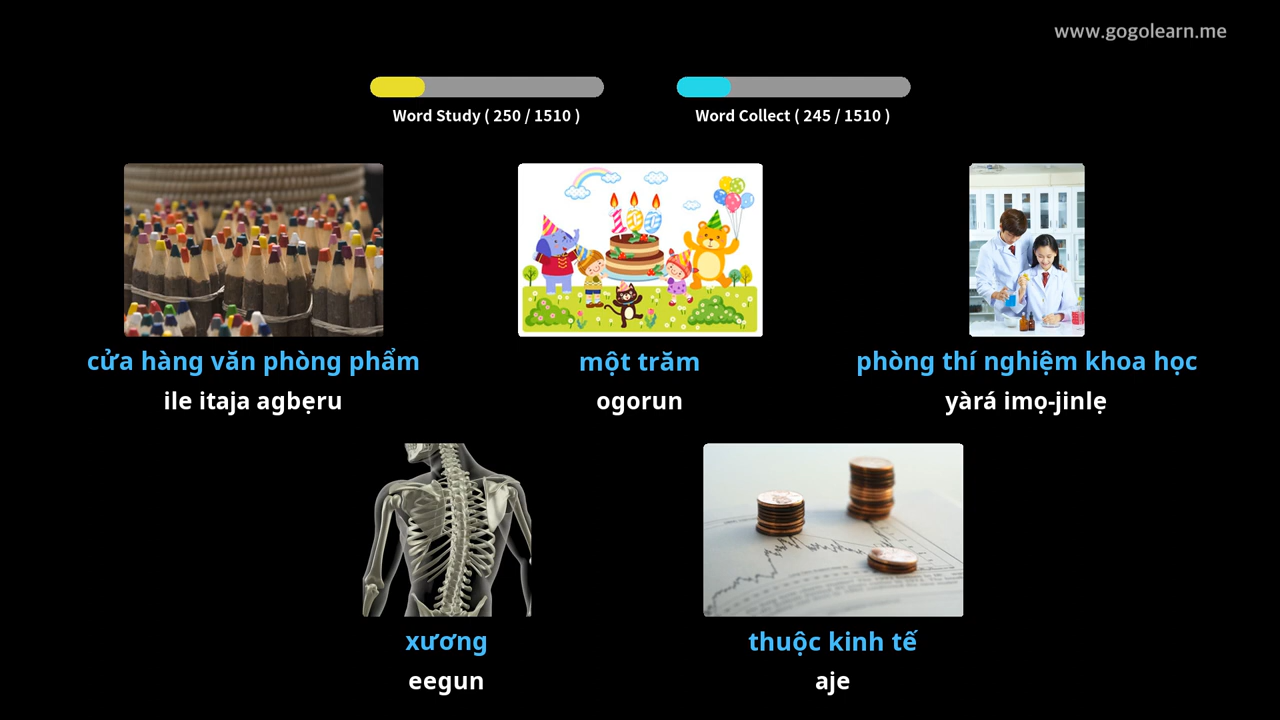 www.gogolearn.me
Word Study ( 250 / 1510 )
Word Collect ( 245 / 1510 )
100
cửa hàng văn phòng phẩm
ile itaja agbẹru
một trăm
ogorun
phòng thí nghiệm khoa học
yàrá imọ-jinlẹ
xương
eegun
thuộc kinh tế
aje